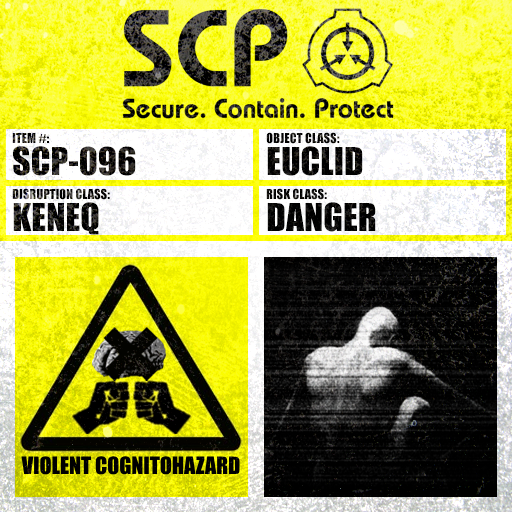 SCP
Secure. Contain. Protect
ITEM #:
SCP-096
OBJECT CLASS:
EUCLID
DISRUPTION CLASS:
KENEQ
RISK CLASS:
DANGER
VIOLENT COGNITOHAZARD